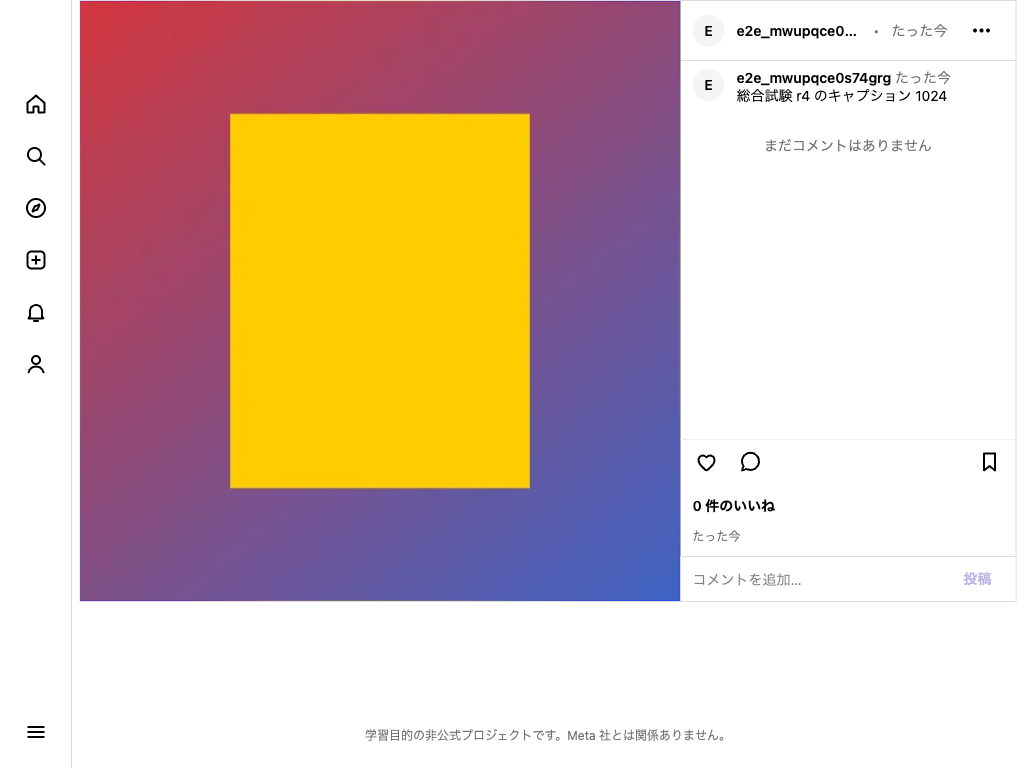 E e2e_mwupqce0... • たった今
E e2e_mwupqce0s74grg たった今
総合試験 r4 のキャプション 1024
まだコメントはありません
0 件のいいね
たった今
コメントを追加... 投稿
学習目的の非公式プロジェクトです。Meta 社とは関係ありません。